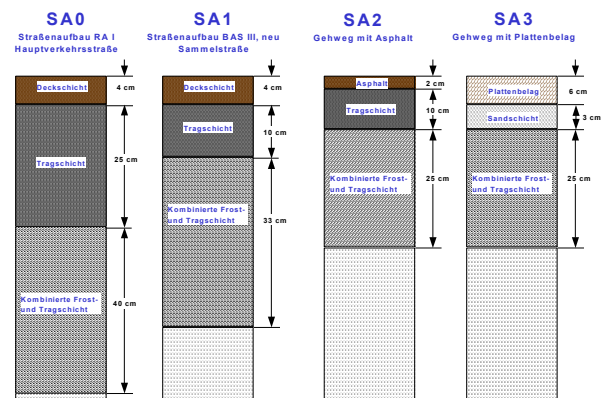 SA0
Straßenaufbau RA I
Hauptverkehrsstraße
Deckschicht
4 cm
Tragschicht
25 cm
Kombinierte Frost-
und Tragschicht
40 cm
SA1
Straßenaufbau BAS III, neu
Sammelstraße
Deckschicht
4 cm
Tragschicht
10 cm
Kombinierte Frost-
und Tragschicht
33 cm
SA2
Gehweg mit Asphalt
Asphalt
2 cm
Tragschicht
10 cm
Kombinierte Frost-
und Tragschicht
25 cm
SA3
Gehweg mit Plattenbelag
Plattenbelag
6 cm
Sandschicht
3 cm
Kombinierte Frost-
und Tragschicht
25 cm